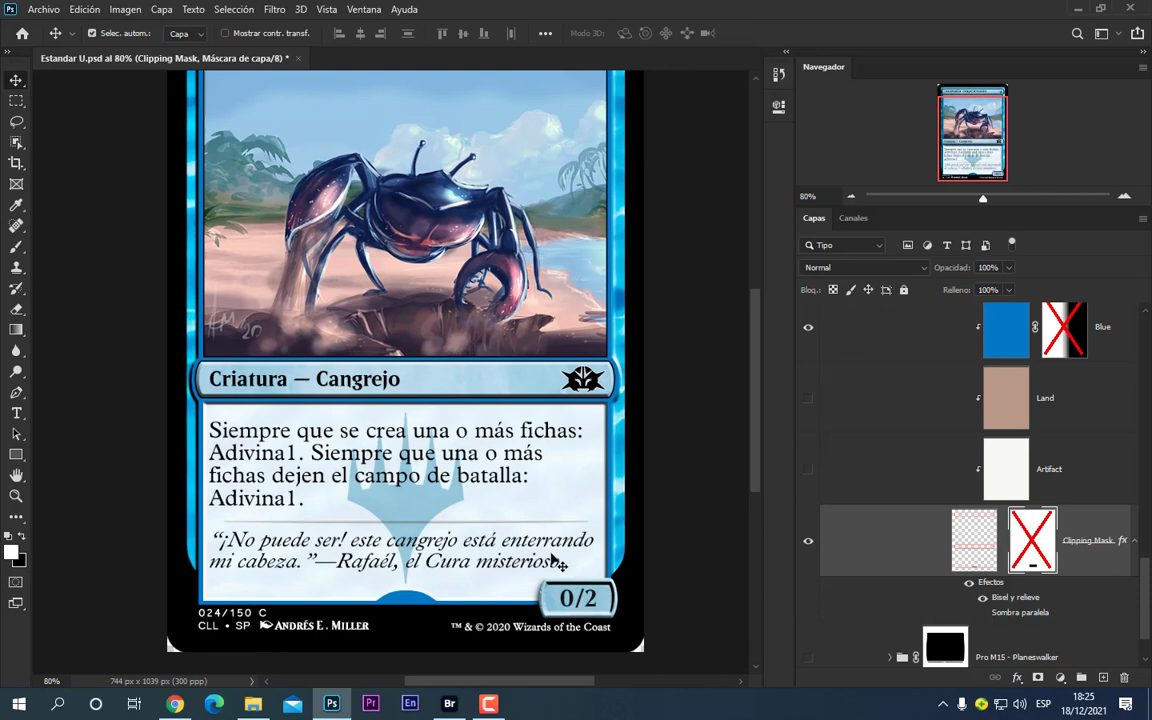 Archivo Edición Imagen Capa Texto Selección Filtro 3D Vista Ventana Ayuda
Selec. autom.: Capa Mostrar contr. transf. Modo 3D:
Estandar U.psd al 80% (Clipping Mask, Máscara de capa/8) *
Navegador
80%
Capas Canales
Tipo
Normal Opacidad: 100%
Bloq.: Relleno: 100%
Blue
Land
Artifact
Clipping Mask fx
Efectos
Bisel y relieve
Sombra paralela
Pro M15 - Planeswalker
Criatura — Cangrejo
Siempre que se crea una o más fichas:
Adivina1. Siempre que una o más
fichas dejen el campo de batalla:
Adivina1.
“¡No puede ser! este cangrejo está enterrando
mi cabeza.”—Rafaél, el Cura misterioso.
0/2
024/150 C
CLL • SP ANDRÉS E. MILLER
™ & © 2020 Wizards of the Coast
80% 744 px x 1039 px (300 ppp)
Ps Pr En Br
ESP
18:25
18/12/2021